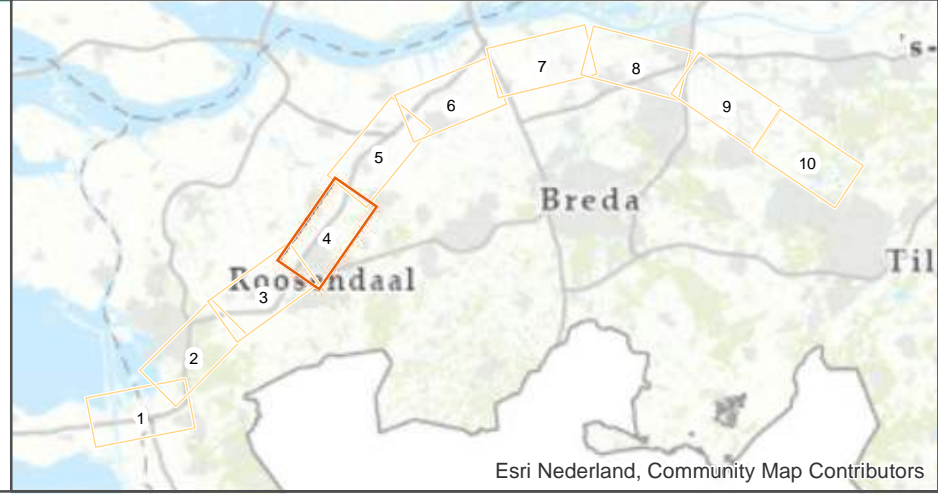 's-
7
8
6
9
5
10
Breda
4
Til
Roosendaal
3
2
1
Esri Nederland, Community Map Contributors